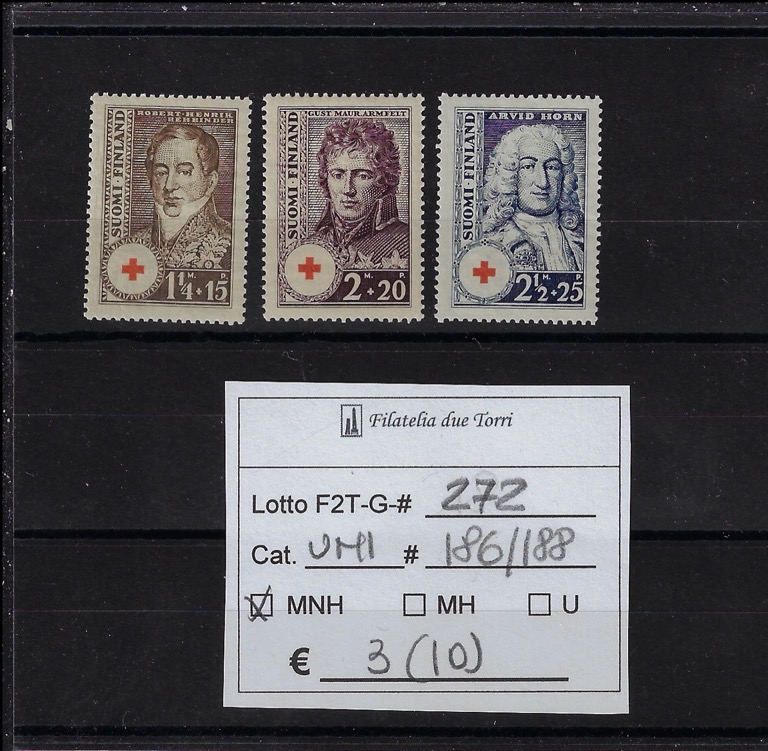 ROBERT·HENRIK
REHBINDER
SUOMI·FINLAND
M. P.
1¼+15
GUST MAUR.ARMFELT
SUOMI·FINLAND
M. P.
2+20
ARVID HORN
SUOMI·FINLAND
M. P.
2½+25
Filatelia due Torri
Lotto F2T-G-# 272
Cat. UMI # 186/188
MNH MH U
€ 3 (10)